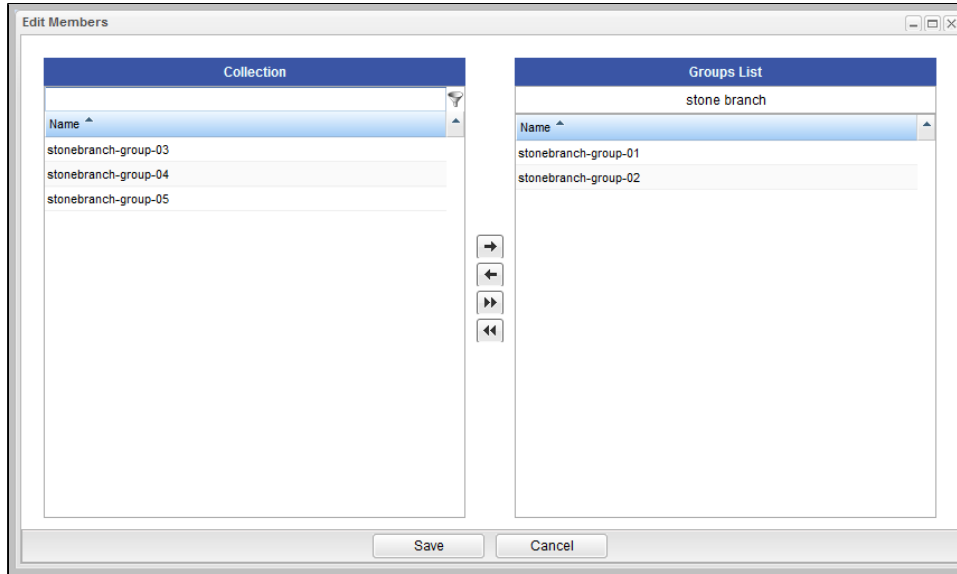 Edit Members
Collection
Groups List
stone branch
Name
Name
stonebranch-group-03
stonebranch-group-01
stonebranch-group-04
stonebranch-group-02
stonebranch-group-05
Save
Cancel